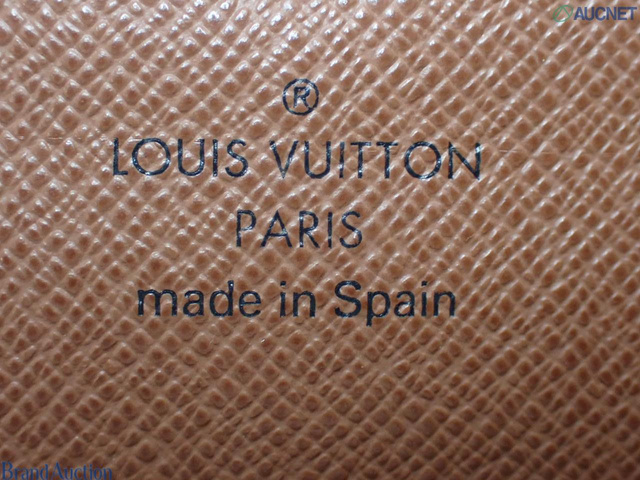 AUCNET
®
LOUIS VUITTON
PARIS
made in Spain
Brand Auction